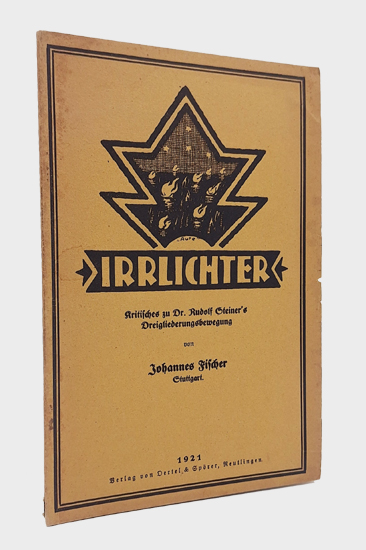 IRRLICHTER
Kritisches zu Dr. Rudolf Steiner's
Dreigliederungsbewegung
von
Johannes Fischer
Stuttgart.
1921
Verlag von Oertel & Spörer, Reutlingen.